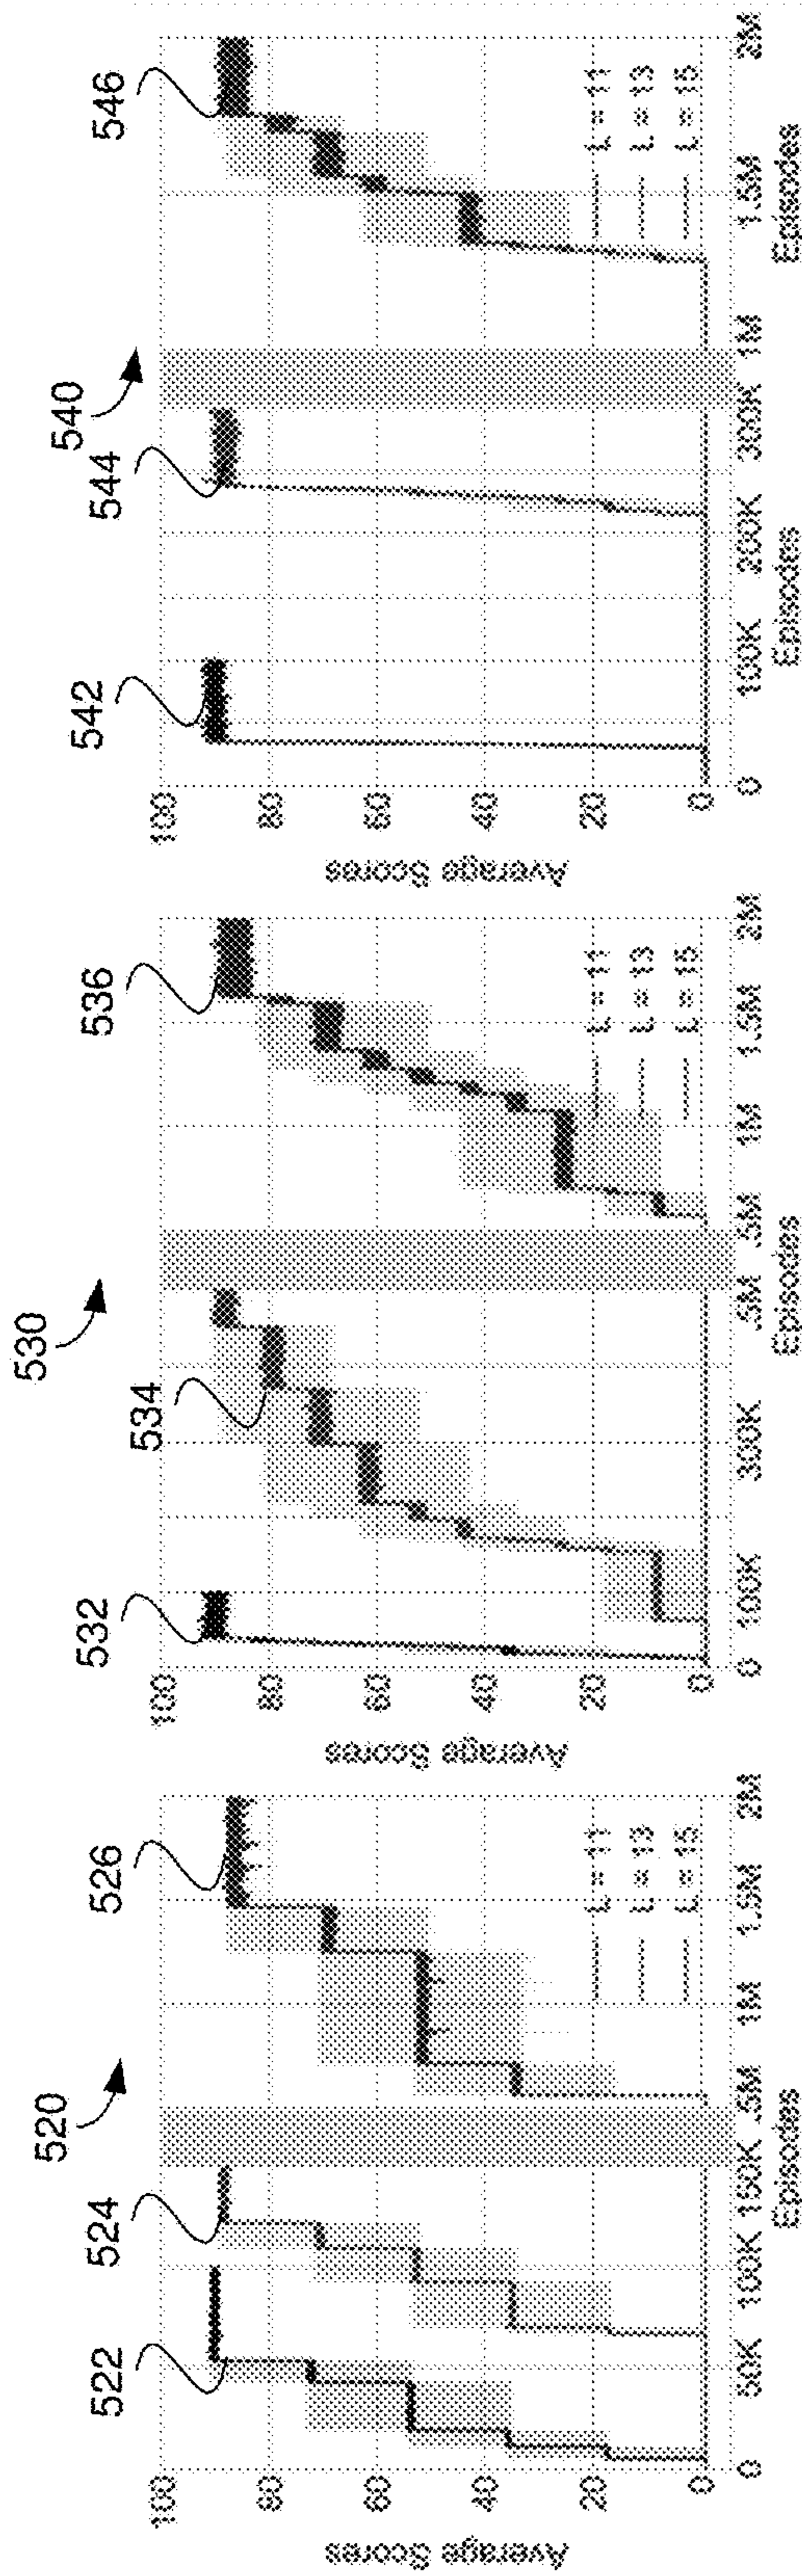 520
522
524
526
Average Scores
100
80
60
40
20
0
0
50K
100K
150K
.5M
1M
1.5M
2M
Episodes
L = 11
L = 13
L = 15
530
532
534
536
Average Scores
100
80
60
40
20
0
0
100K
300K
.5M
.5M
1M
1.5M
2M
Episodes
L = 11
L = 13
L = 15
540
542
544
546
Average Scores
100
80
60
40
20
0
0
100K
200K
300K
1M
1.5M
2M
Episodes
Episodes
L = 11
L = 13
L = 15